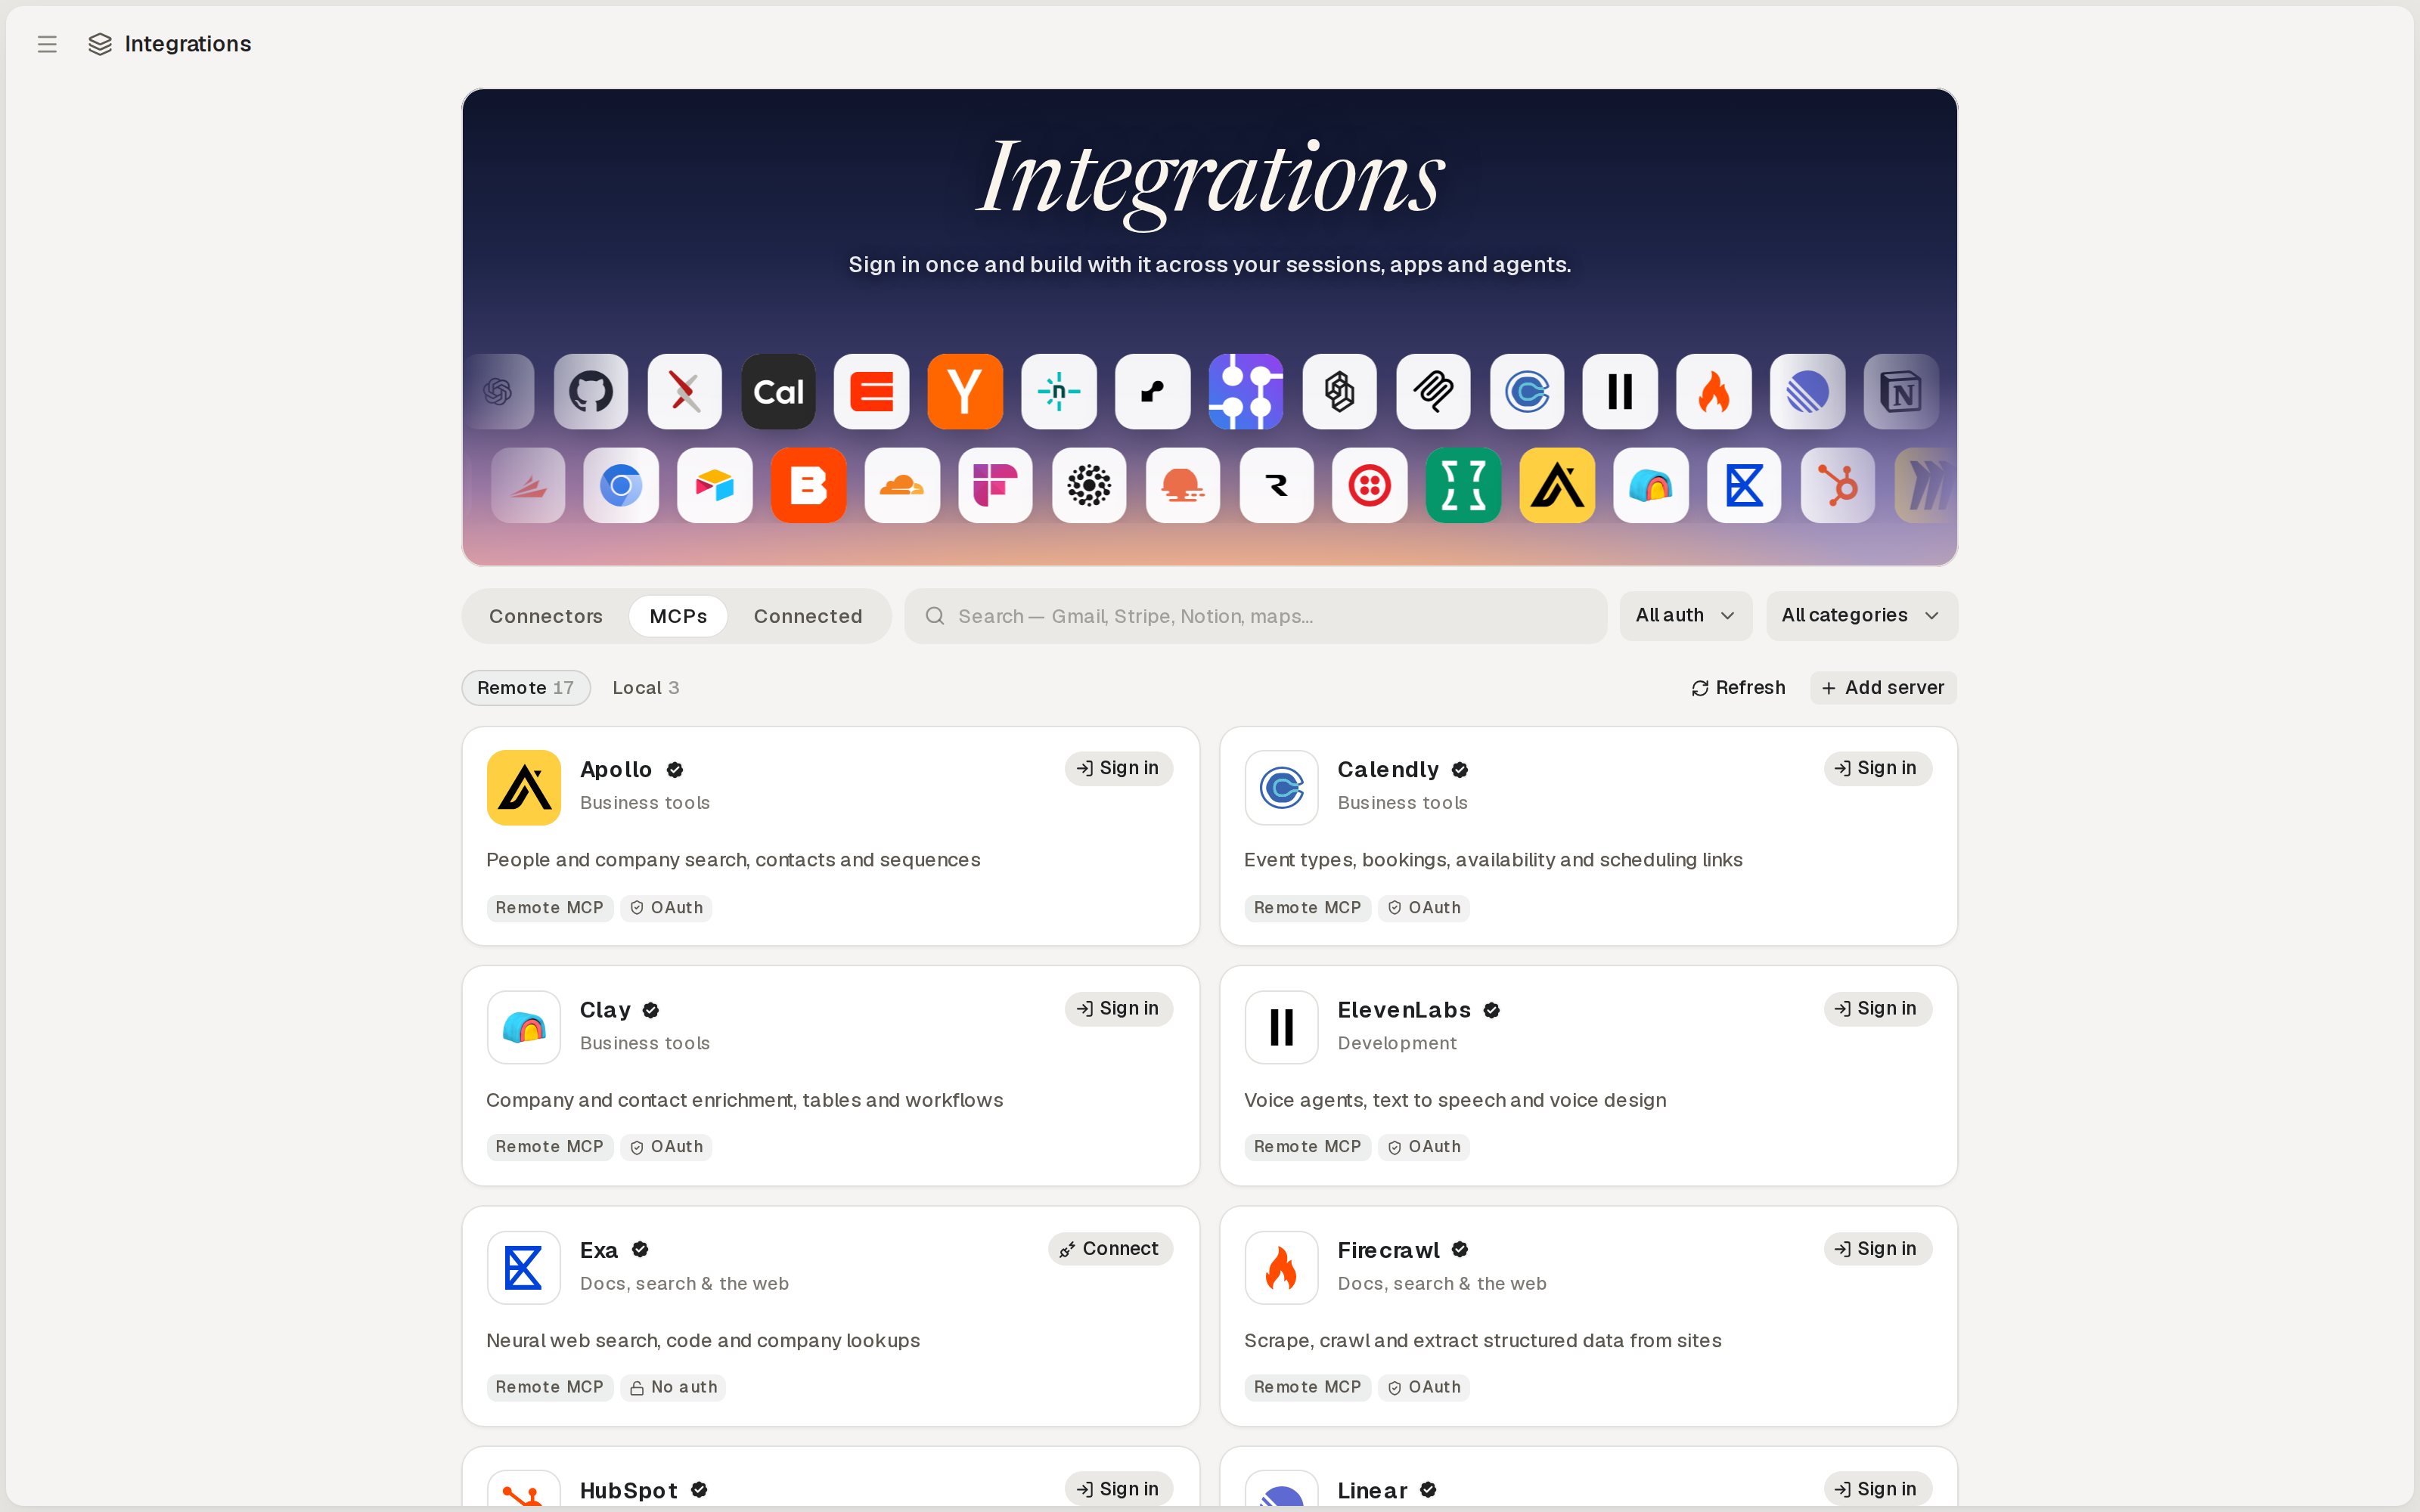 Integrations
Integrations
Sign in once and build with it across your sessions, apps and agents.
Cal
Connectors MCPs Connected Search — Gmail, Stripe, Notion, maps... All auth All categories
Remote 17 Local 3 Refresh + Add server
Apollo Sign in
Business tools
People and company search, contacts and sequences
Remote MCP OAuth
Calendly Sign in
Business tools
Event types, bookings, availability and scheduling links
Remote MCP OAuth
Clay Sign in
Business tools
Company and contact enrichment, tables and workflows
Remote MCP OAuth
ElevenLabs Sign in
Development
Voice agents, text to speech and voice design
Remote MCP OAuth
Exa Connect
Docs, search & the web
Neural web search, code and company lookups
Remote MCP No auth
Firecrawl Sign in
Docs, search & the web
Scrape, crawl and extract structured data from sites
Remote MCP OAuth
HubSpot Sign in
Linear Sign in